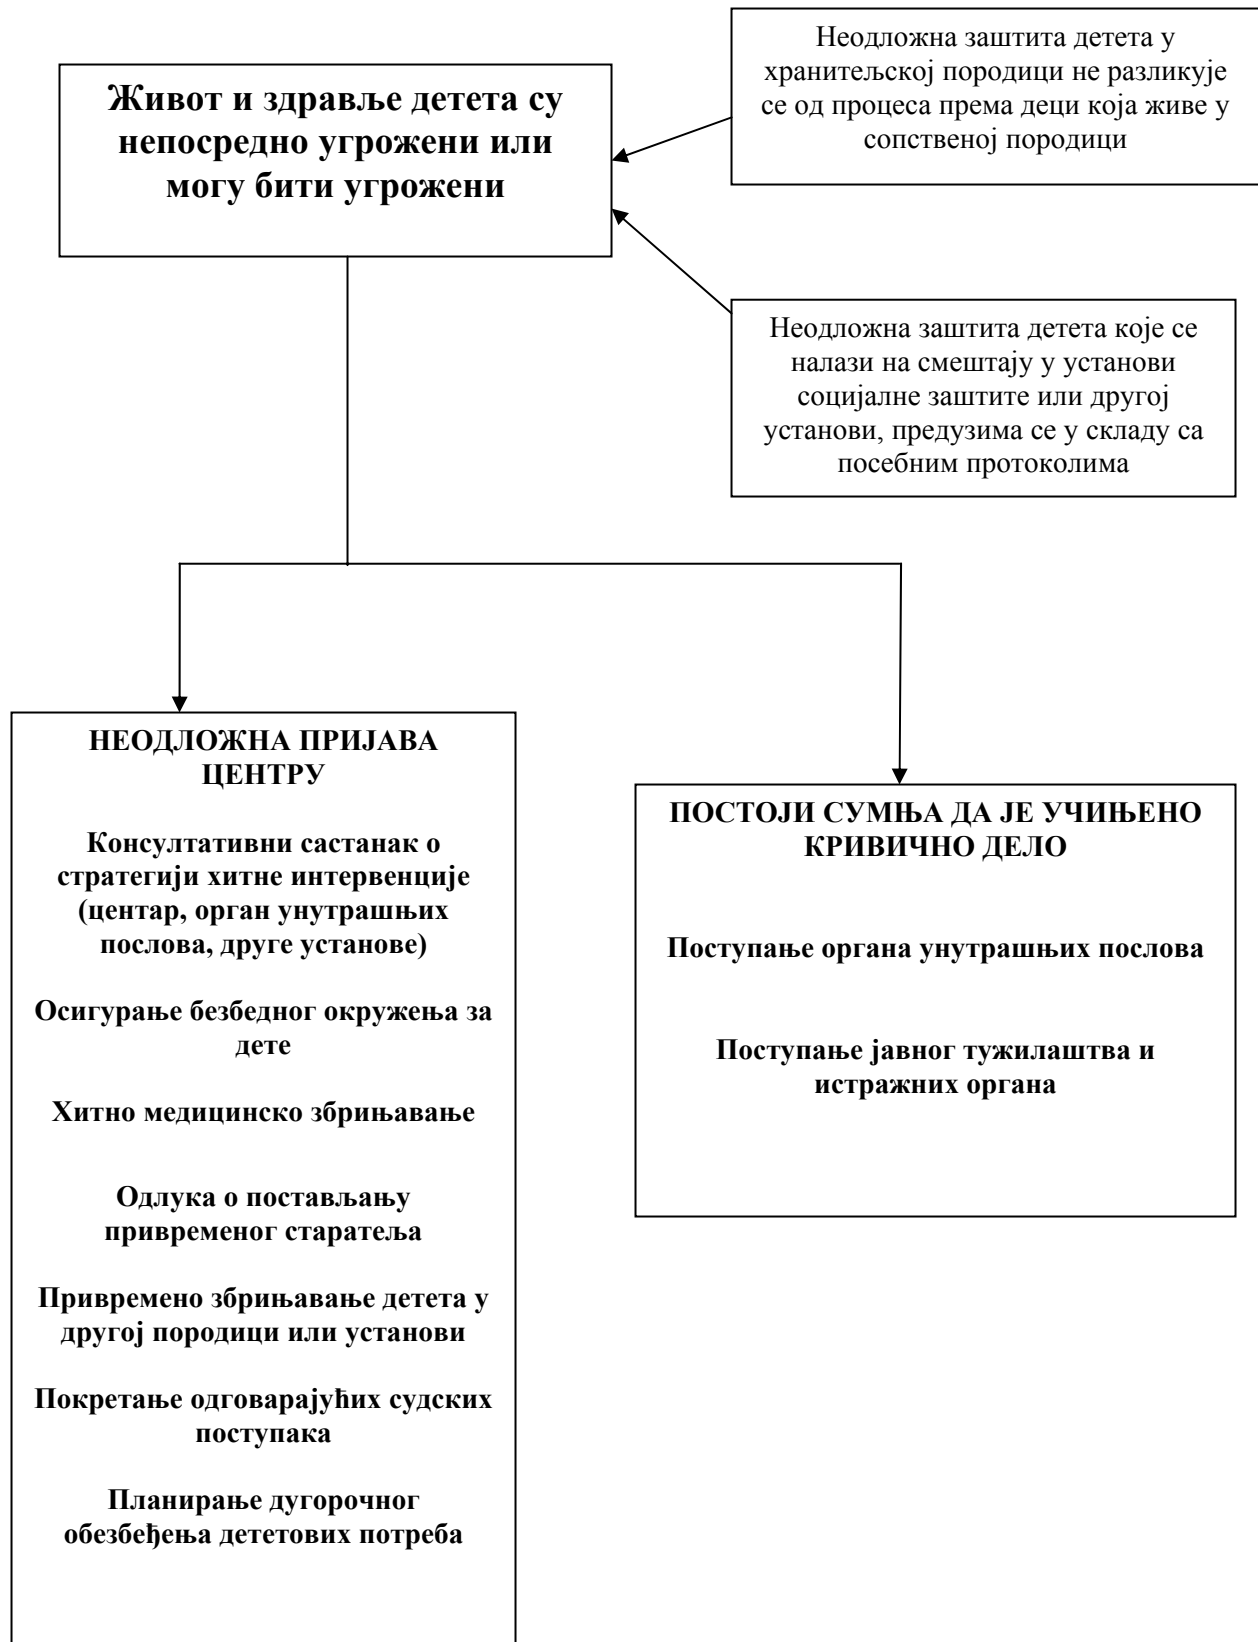 Живот и здравље детета су
непосредно угрожени или
могу бити угрожени
Неодложна заштита детета у
хранитељској породици не разликује
се од процеса према деци која живе у
сопственој породици
Неодложна заштита детета које се
налази на смештају у установи
социјалне заштите или другој
установи, предузима се у складу са
посебним протоколима
НЕОДЛОЖНА ПРИЈАВА
ЦЕНТРУ
Консултативни састанак о
стратегији хитне интервенције
(центар, орган унутрашњих
послова, друге установе)
Осигурање безбедног окружења за
дете
Хитно медицинско збрињавање
Одлука о постављању
привременог старатеља
Привремено збрињавање детета у
другој породици или установи
Покретање одговарајућих судских
поступака
Планирање дугорочног
обезбеђења дететових потреба
ПОСТОЈИ СУМЊА ДА ЈЕ УЧИЊЕНО
КРИВИЧНО ДЕЛО
Поступање органа унутрашњих послова
Поступање јавног тужилаштва и
истражних органа